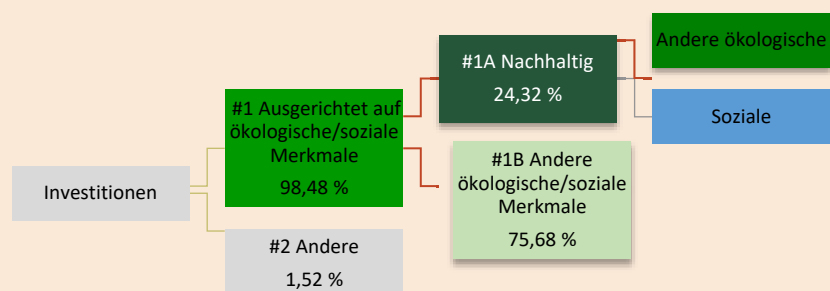 Investitionen
#1 Ausgerichtet auf
ökologische/soziale
Merkmale
98,48 %
#2 Andere
1,52 %
#1A Nachhaltig
24,32 %
#1B Andere
ökologische/soziale
Merkmale
75,68 %
Andere ökologische
Soziale